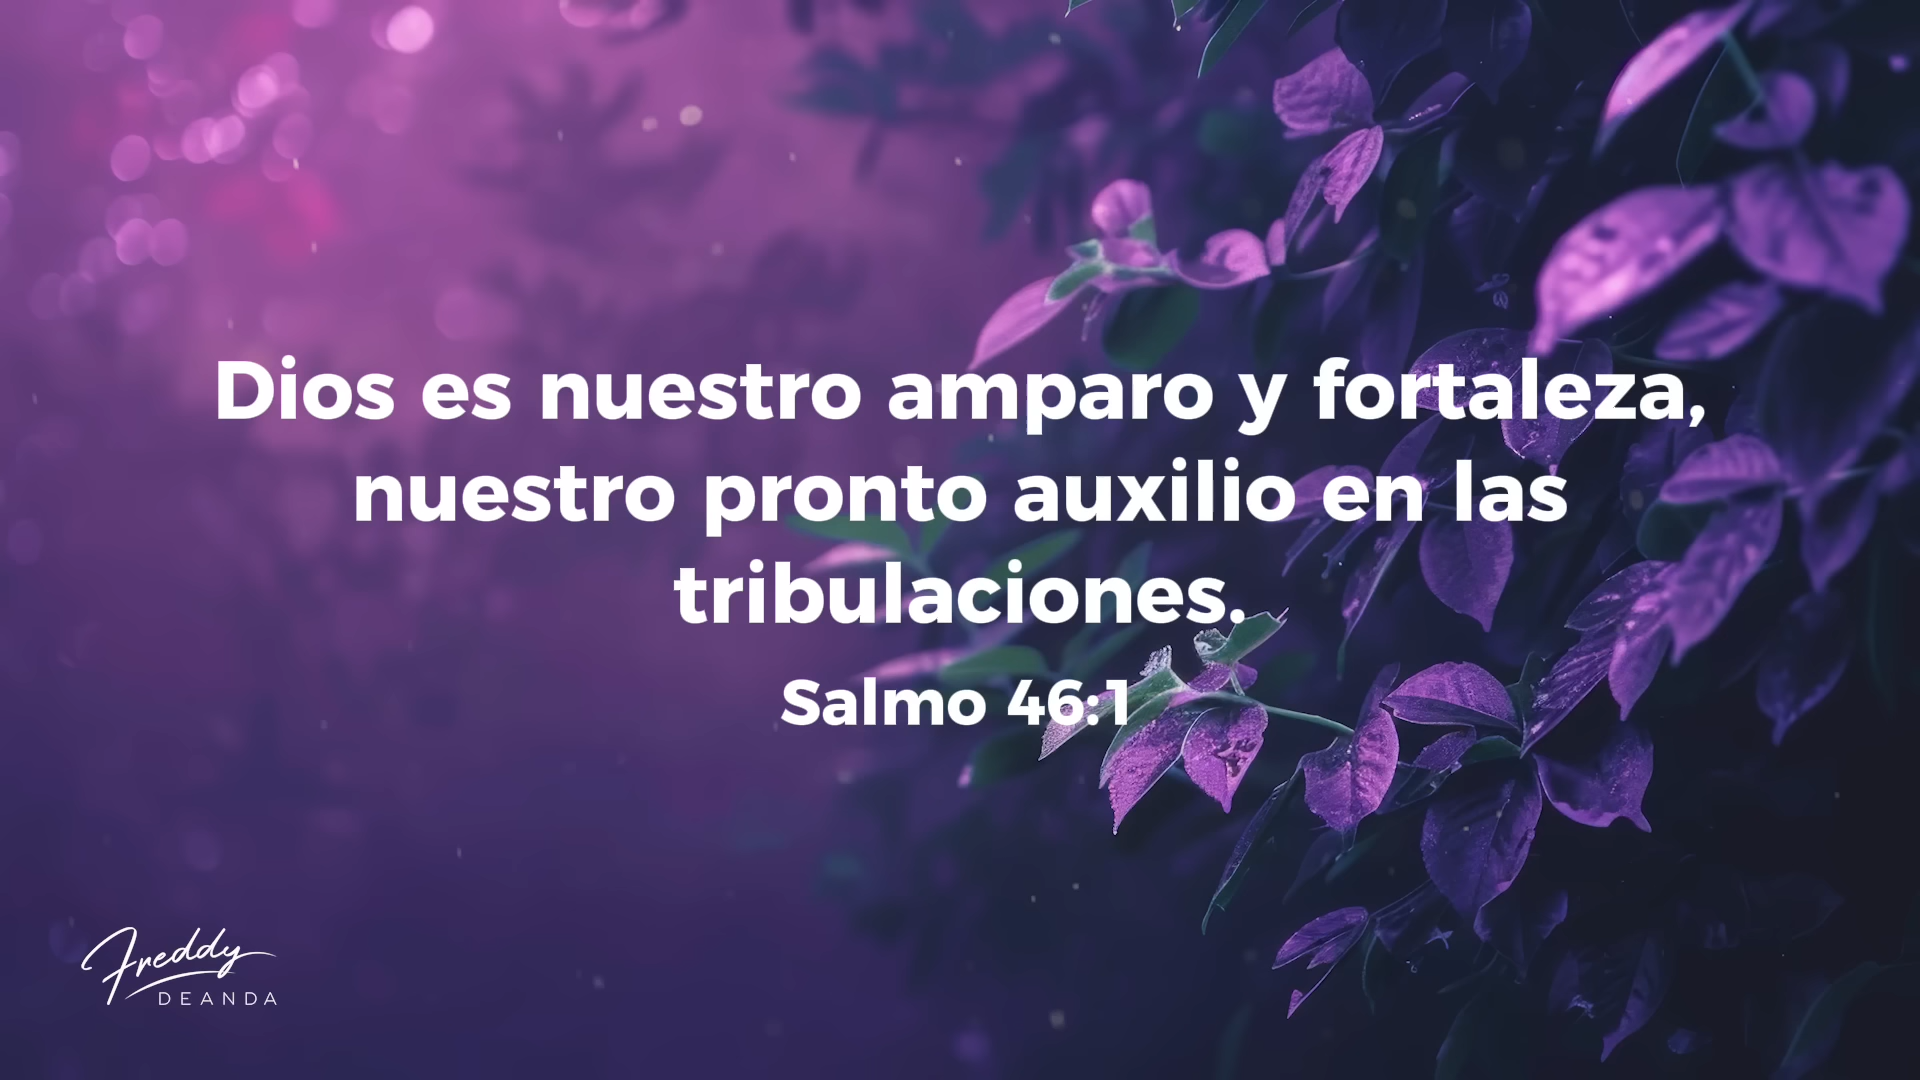 Dios es nuestro amparo y fortaleza,
nuestro pronto auxilio en las
tribulaciones.
Salmo 46:1
Freddy
DEANDA